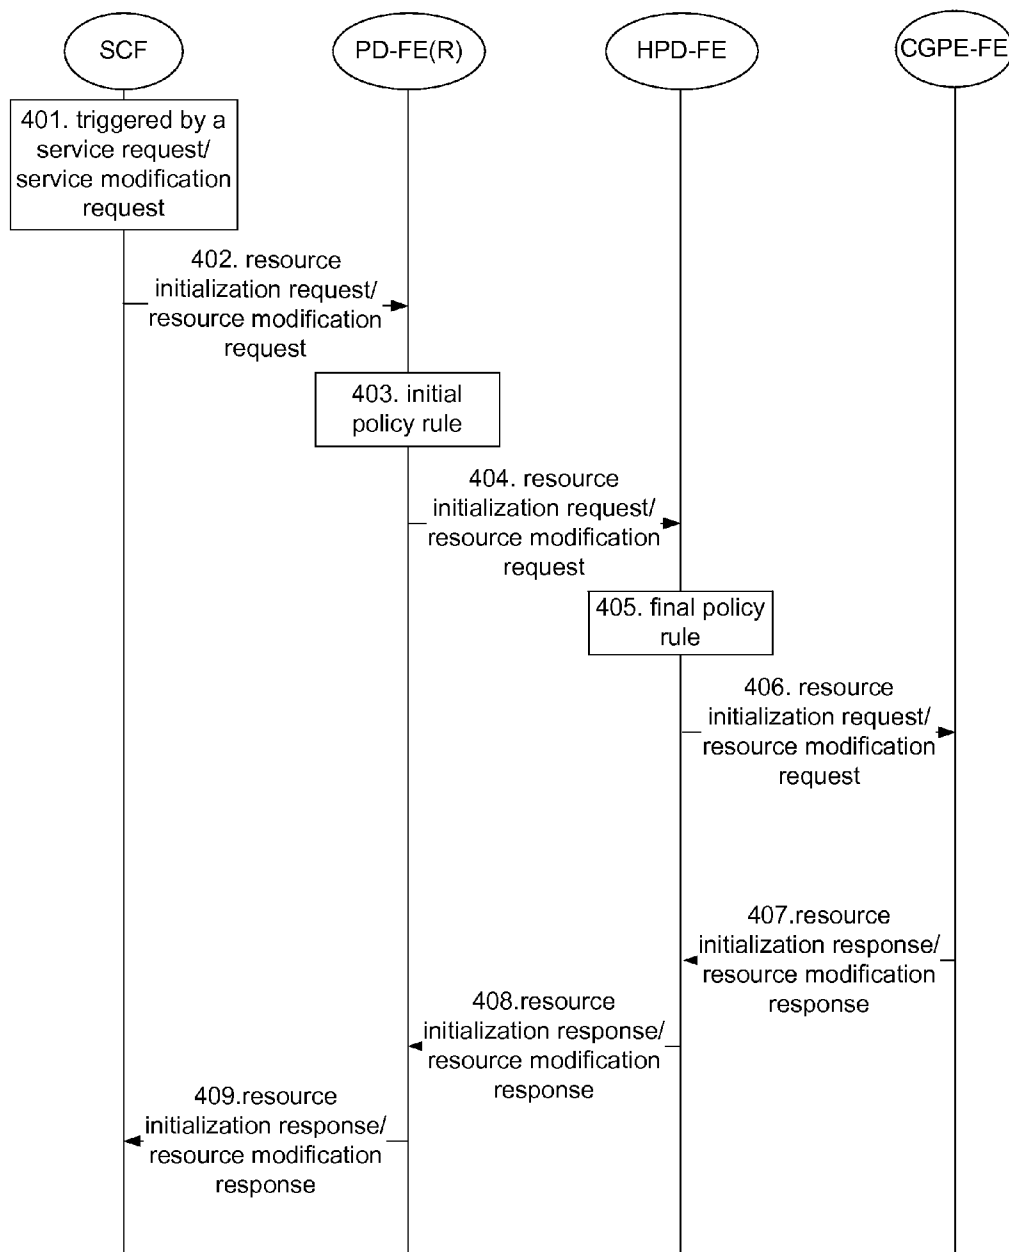 SCF
PD-FE(R)
HPD-FE
CGPE-FE
401. triggered by a
service request/
service modification
request
402. resource
initialization request/
resource modification
request
403. initial
policy rule
404. resource
initialization request/
resource modification
request
405. final policy
rule
406. resource
initialization request/
resource modification
request
407.resource
initialization response/
resource modification
response
408.resource
initialization response/
resource modification
response
409.resource
initialization response/
resource modification
response